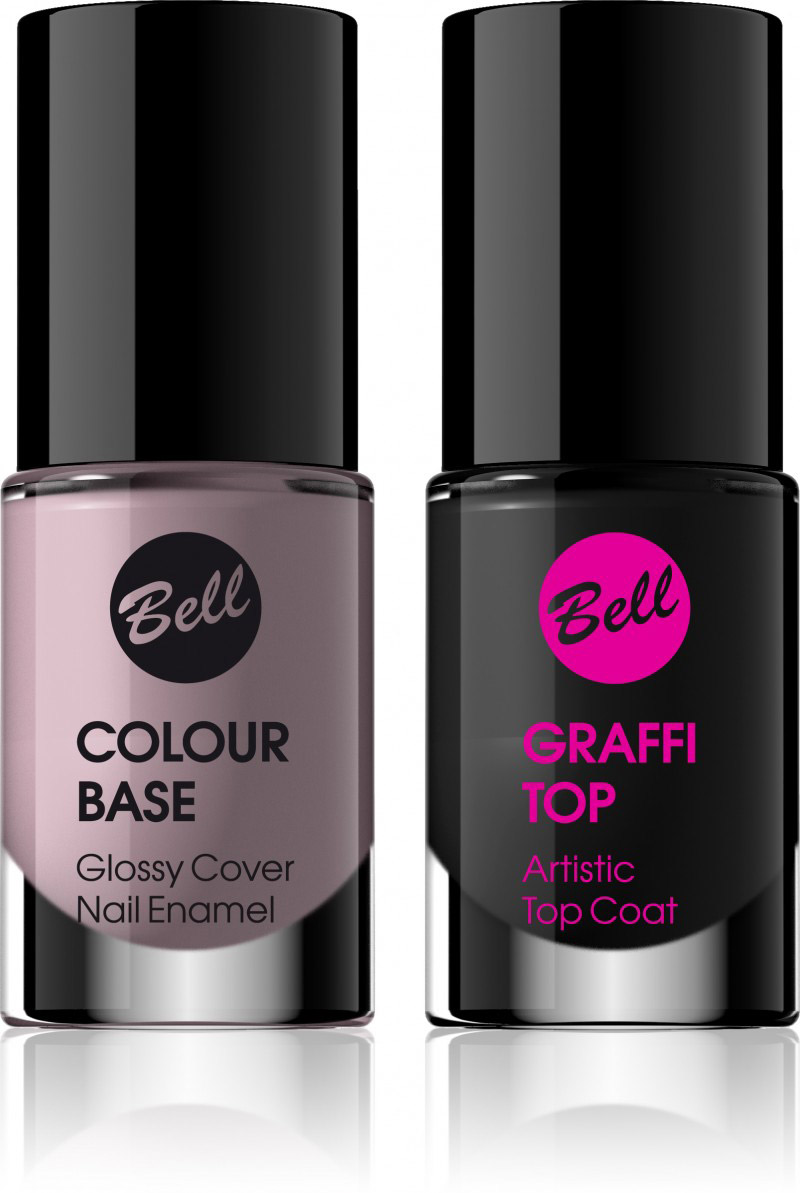 Bell
COLOUR
BASE
Glossy Cover
Nail Enamel
Bell
GRAFFI
TOP
Artistic
Top Coat